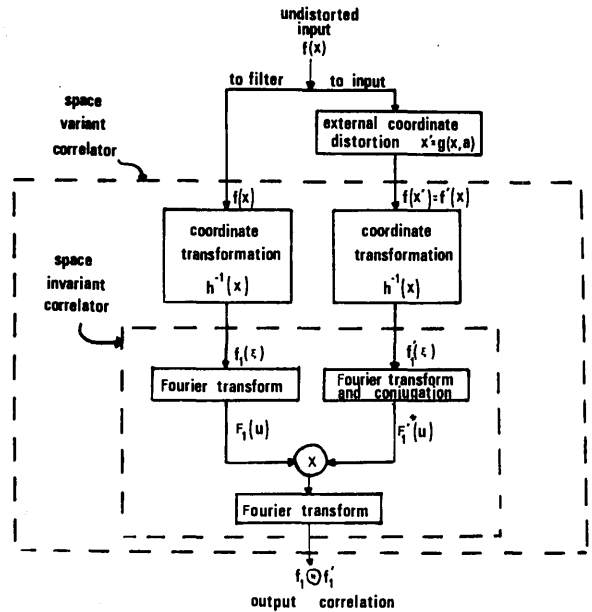 undistorted
input
f(x)
to filter
to input
space
variant
correlator
external coordinate
distortion x'=g(x,a)
f(x)
f(x')=f'(x)
coordinate
transformation
h⁻¹(x)
coordinate
transformation
h⁻¹(x)
space
invariant
correlator
f₁(ξ)
f₁'(ξ)
Fourier transform
Fourier transform
and conjugation
F₁(u)
F₁'*(u)
X
Fourier transform
f₁ ⊛ f₁'
output correlation